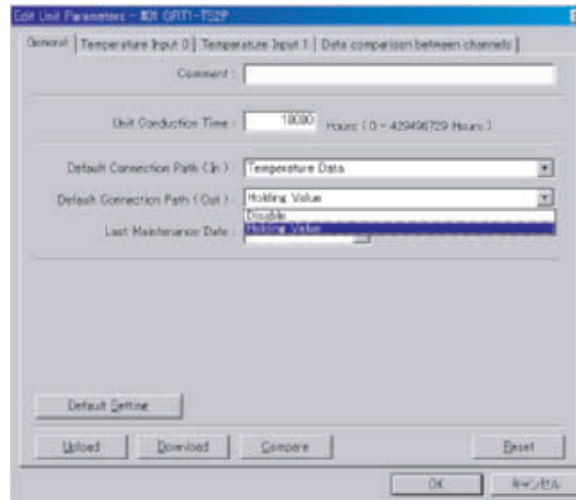 Edit Unit Parameters - #01 GRT1-TS2P
General
Temperature Input 0
Temperature Input 1
Data comparison between channels
Comment :
Unit Conduction Time :
Hours ( 0 - 429496729 Hours )
Default Connection Path ( In ) : Temperature Data
Default Connection Path ( Out ) : Holding Value
Disable
Holding Value
Last Maintenance Date :
Default Setting
Upload
Download
Compare
Reset
OK
キャンセル